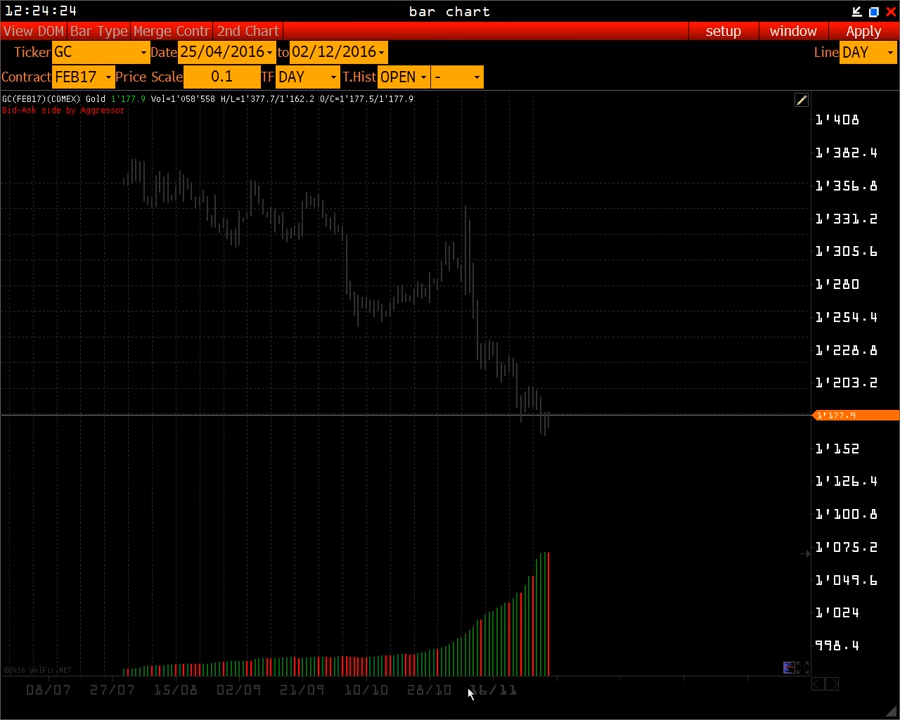 12:24:24 bar chart
View DOM Bar Type Merge Contr 2nd Chart setup window Apply
Ticker GC Date 25/04/2016 to 02/12/2016 Line DAY
Contract FEB17 Price Scale 0.1 TF DAY T.Hist OPEN -
GC(FEB17)(COMEX) Gold 1'177.9 Vol=1'058'558 H/L=1'377.7/1'162.2 O/C=1'177.5/1'177.9
Bid-Ask side by Aggressor
1'408
1'382.4
1'356.8
1'331.2
1'305.6
1'280
1'254.4
1'228.8
1'203.2
1'177.9
1'152
1'126.4
1'100.8
1'075.2
1'049.6
1'024
998.4
©2016 VolFix.NET
08/07 27/07 15/08 02/09 21/09 10/10 28/10 16/11